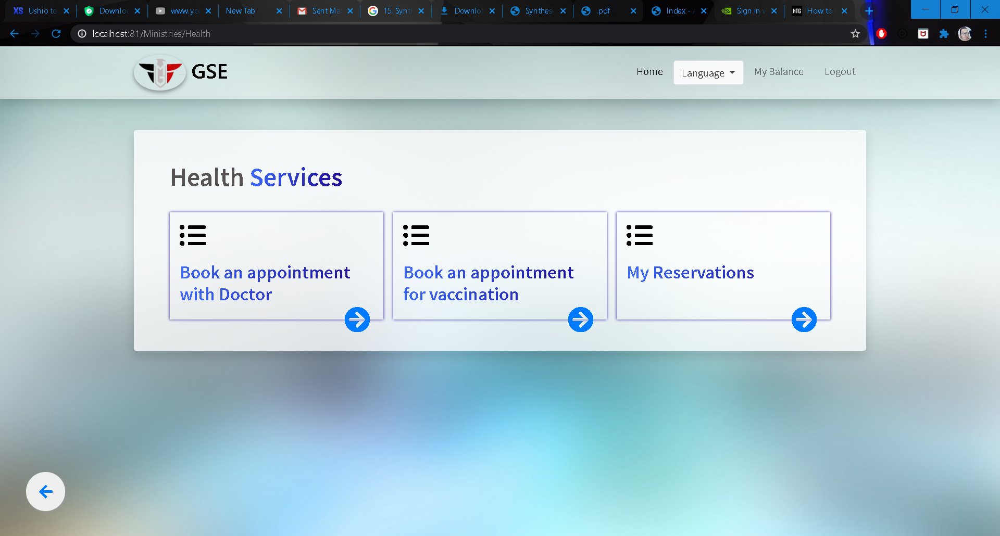 XS Ushio to
Downlo
www.yo
New Tab
Sent Ma
15. Synt
Downlo
Synthes
.pdf
Index -
Sign in
HTG How to
localhost:81/Ministries/Health
GSE
Home
Language
My Balance
Logout
Health Services
Book an appointment
with Doctor
Book an appointment
for vaccination
My Reservations